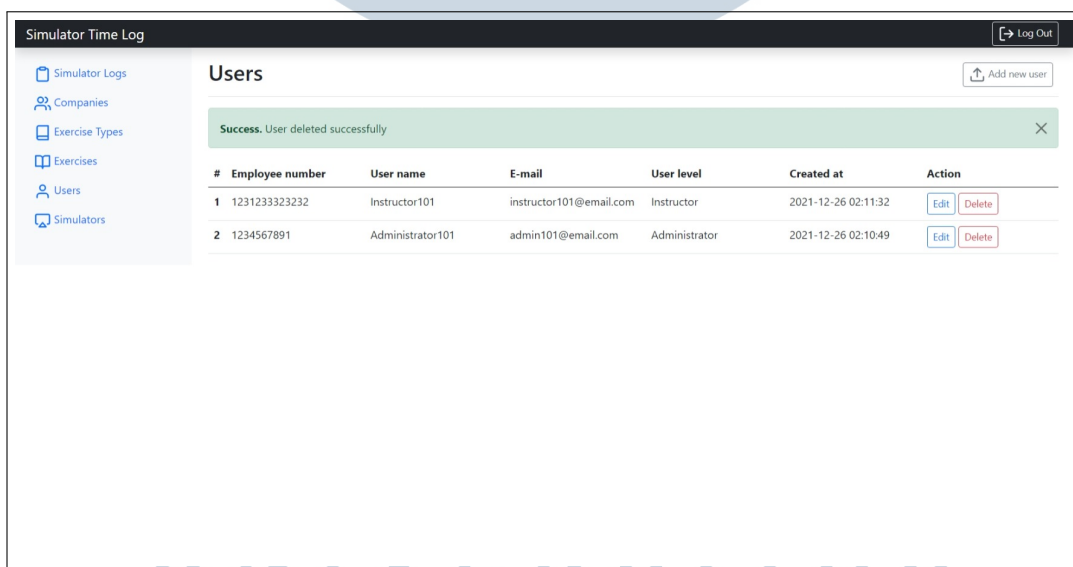 Simulator Time Log
Log Out
Simulator Logs
Companies
Exercise Types
Exercises
Users
Simulators
Users
Add new user
Success. User deleted successfully
# Employee number User name E-mail User level Created at Action
1 1231233323232 Instructor101 instructor101@email.com Instructor 2021-12-26 02:11:32 Edit Delete
2 1234567891 Administrator101 admin101@email.com Administrator 2021-12-26 02:10:49 Edit Delete